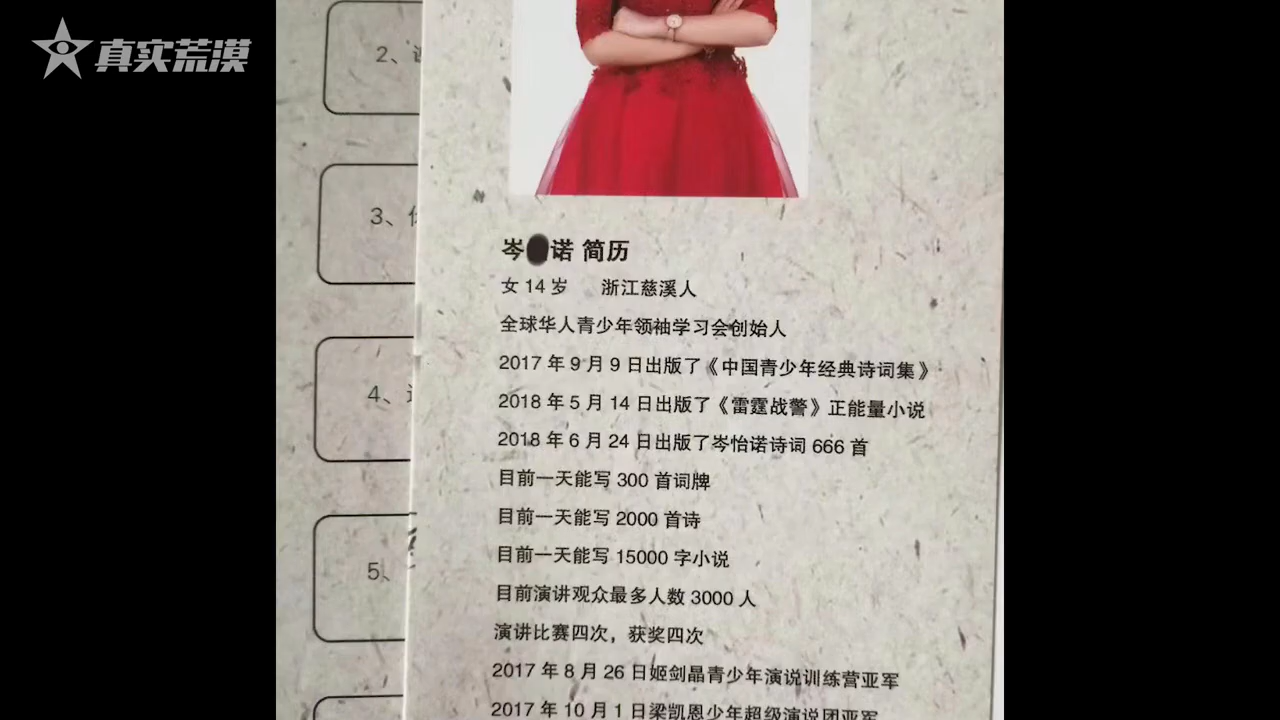 真实荒漠
2、
3、
4、
5、
岑 诺 简历
女 14 岁 浙江慈溪人
全球华人青少年领袖学习会创始人
2017 年 9 月 9 日出版了《中国青少年经典诗词集》
2018 年 5 月 14 日出版了《雷霆战警》正能量小说
2018 年 6 月 24 日出版了岑怡诺诗词 666 首
目前一天能写 300 首词牌
目前一天能写 2000 首诗
目前一天能写 15000 字小说
目前演讲观众最多人数 3000 人
演讲比赛四次，获奖四次
2017 年 8 月 26 日姬剑晶青少年演说训练营亚军
2017 年 10 月 1 日梁凯恩少年超级演说团亚军